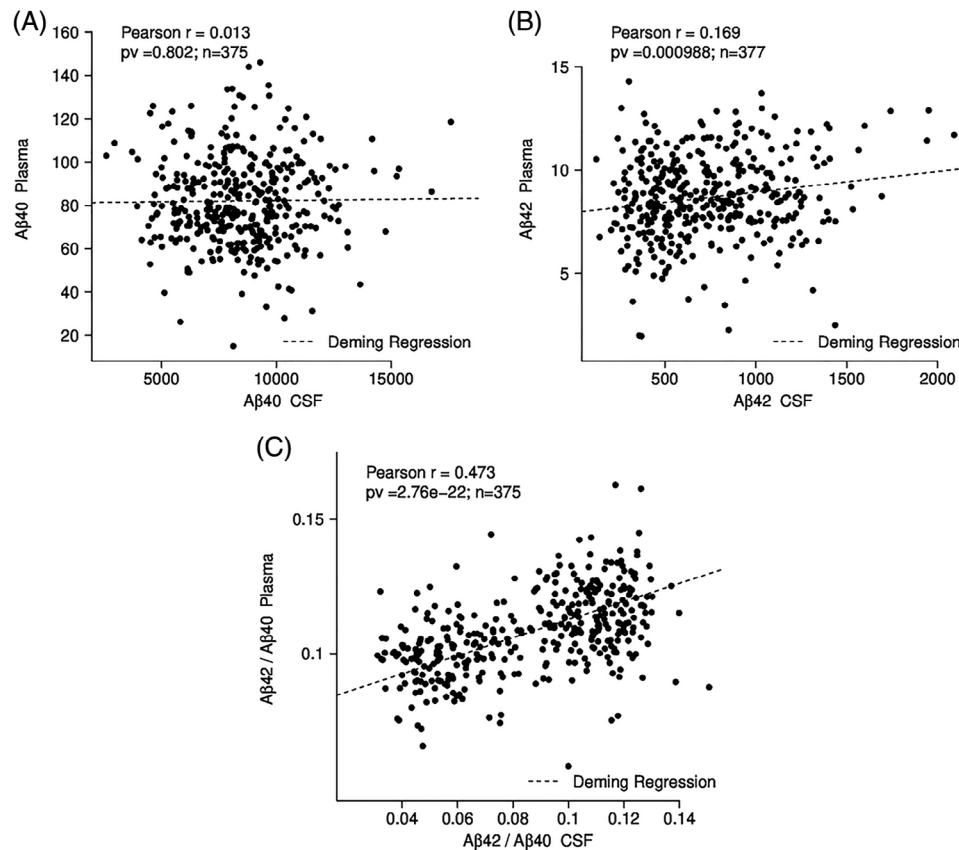 (A)
Pearson r = 0.013
pv =0.802; n=375
160
140
120
100
80
60
40
20
Aβ40 Plasma
Deming Regression
5000 10000 15000
Aβ40 CSF
(B)
Pearson r = 0.169
pv =0.000988; n=377
15
10
5
Aβ42 Plasma
Deming Regression
500 1000 1500 2000
Aβ42 CSF
(C)
Pearson r = 0.473
pv =2.76e−22; n=375
0.15
0.1
Aβ42 / Aβ40 Plasma
Deming Regression
0.04 0.06 0.08 0.1 0.12 0.14
Aβ42 / Aβ40 CSF